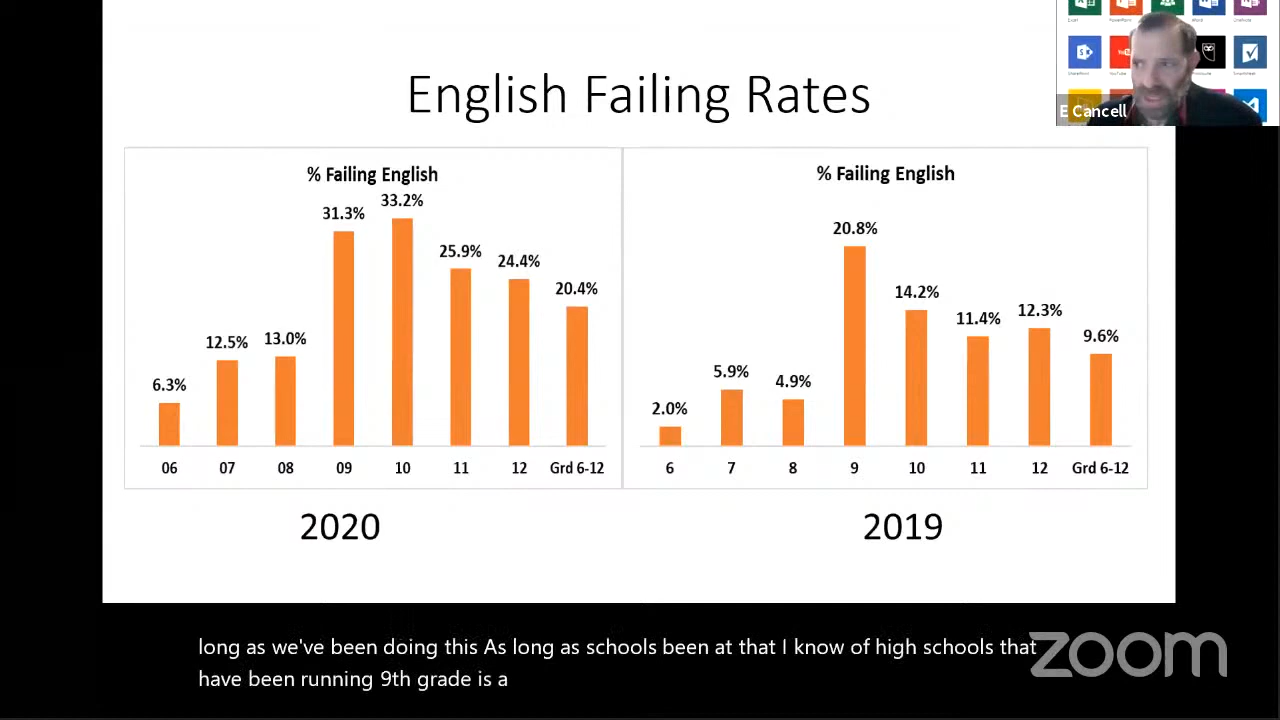 English Failing Rates
E Cancell
% Failing English
33.2%
31.3%
25.9%
24.4%
20.4%
13.0%
12.5%
6.3%
06 07 08 09 10 11 12 Grd 6-12
2020
% Failing English
20.8%
14.2%
12.3%
11.4%
9.6%
5.9%
4.9%
2.0%
6 7 8 9 10 11 12 Grd 6-12
2019
long as we've been doing this As long as schools been at that I know of high schools that
have been running 9th grade is a
zoom